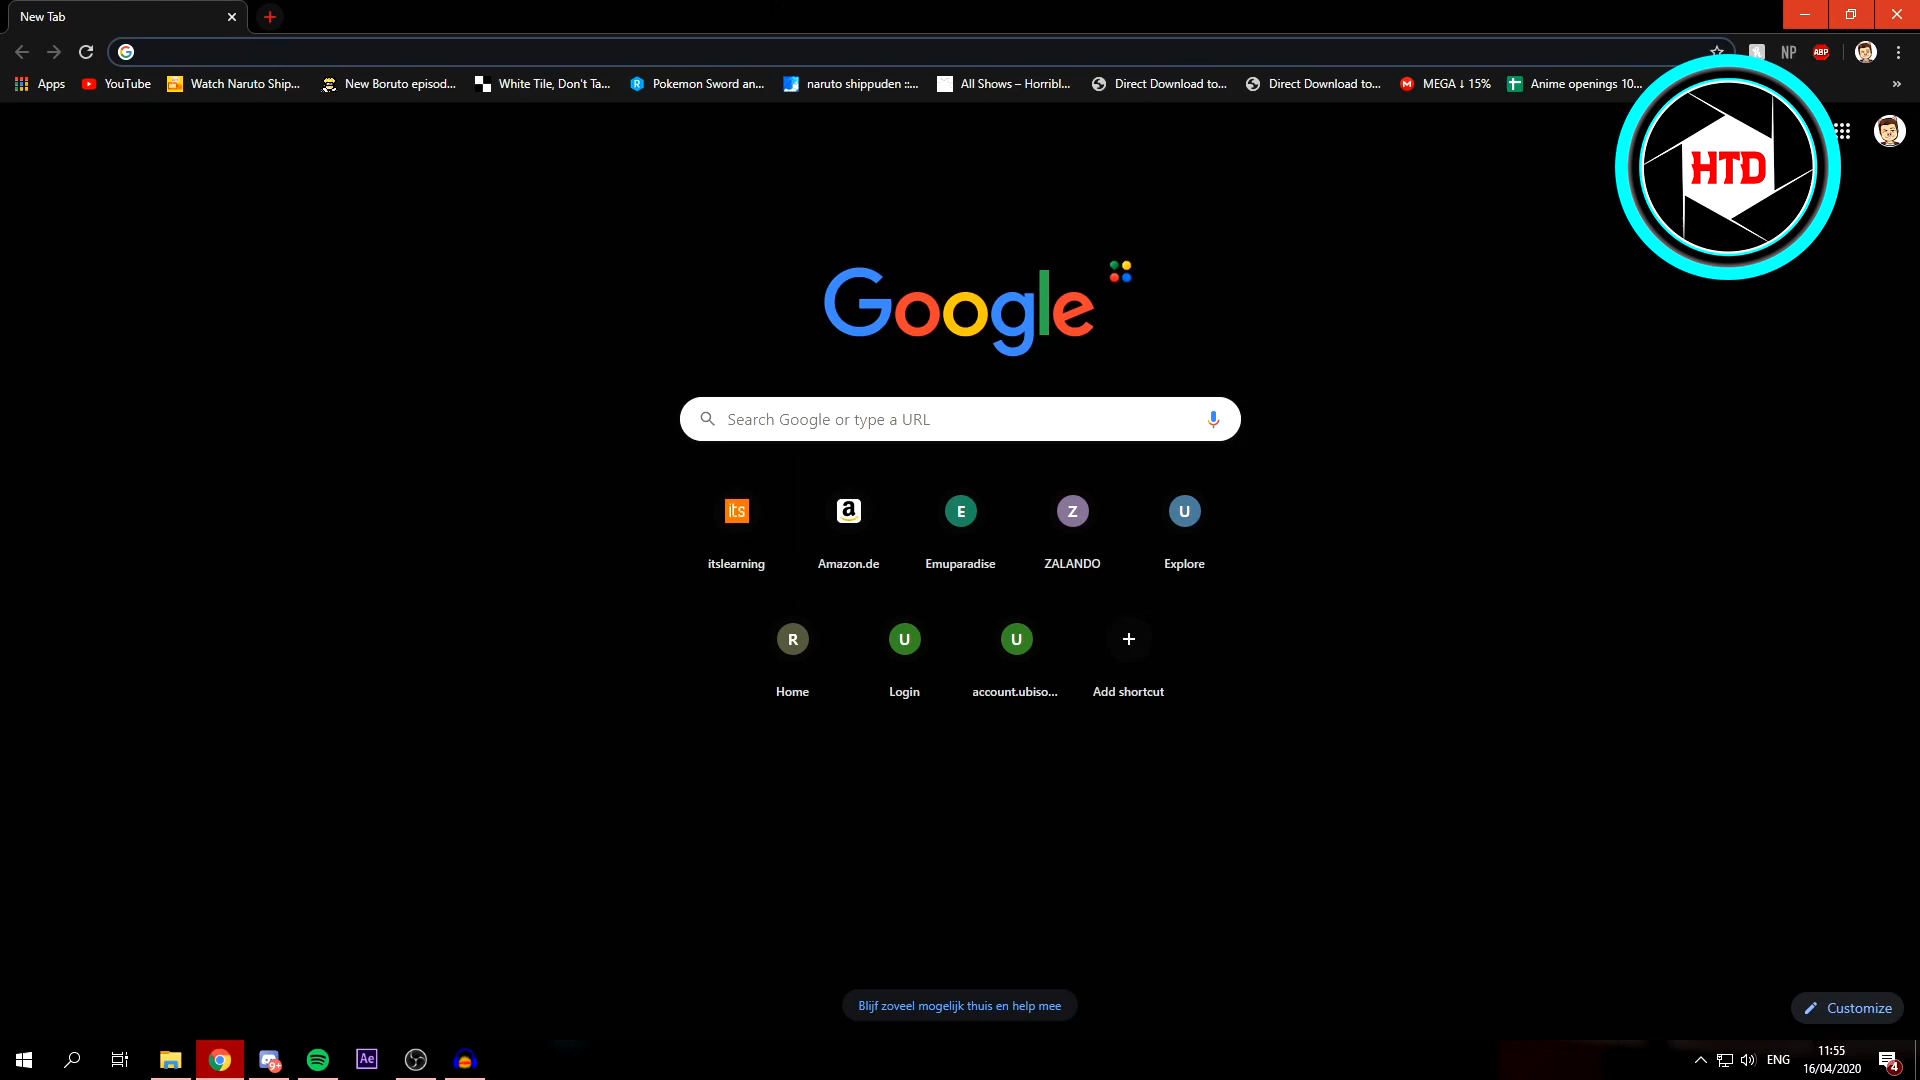 New Tab
NP
ABP
Apps
YouTube
Watch Naruto Ship...
New Boruto episod...
White Tile, Don't Ta...
Pokemon Sword an...
naruto shippuden ::...
All Shows – Horribl...
Direct Download to...
Direct Download to...
MEGA ↓ 15%
Anime openings 10...
»
HTD
Google
Search Google or type a URL
its
a
E
Z
U
itslearning
Amazon.de
Emuparadise
ZALANDO
Explore
R
U
U
Home
Login
account.ubiso...
Add shortcut
Blijf zoveel mogelijk thuis en help mee
Customize
9+
Ae
ENG
11:55
16/04/2020
4